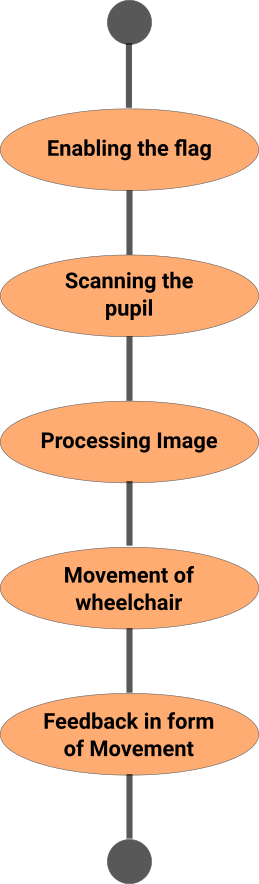 Enabling the flag
Scanning the
pupil
Processing Image
Movement of
wheelchair
Feedback in form
of Movement